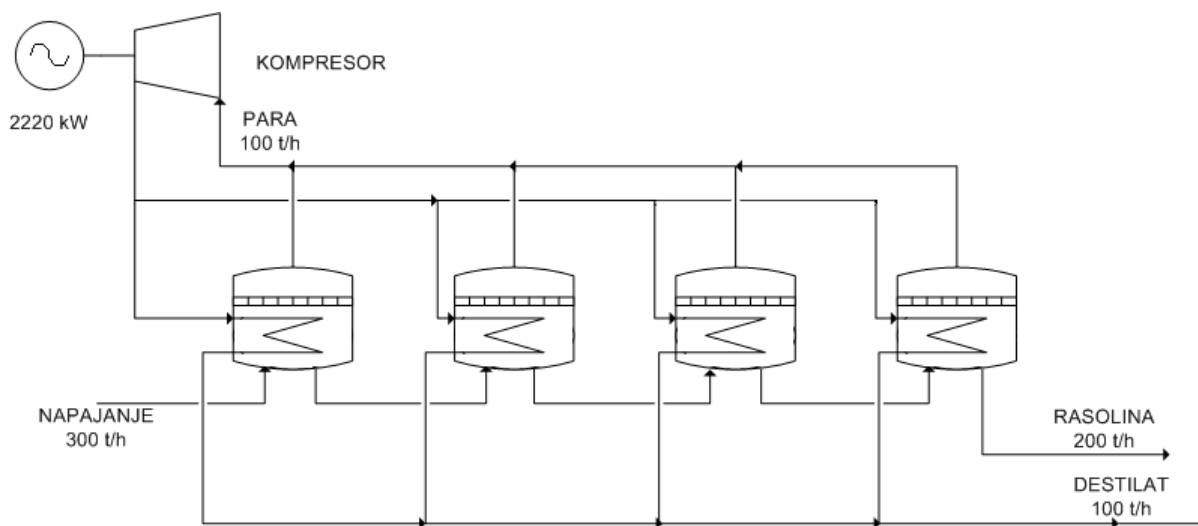 KOMPRESOR
2220 kW
PARA
100 t/h
NAPAJANJE
300 t/h
RASOLINA
200 t/h
DESTILAT
100 t/h